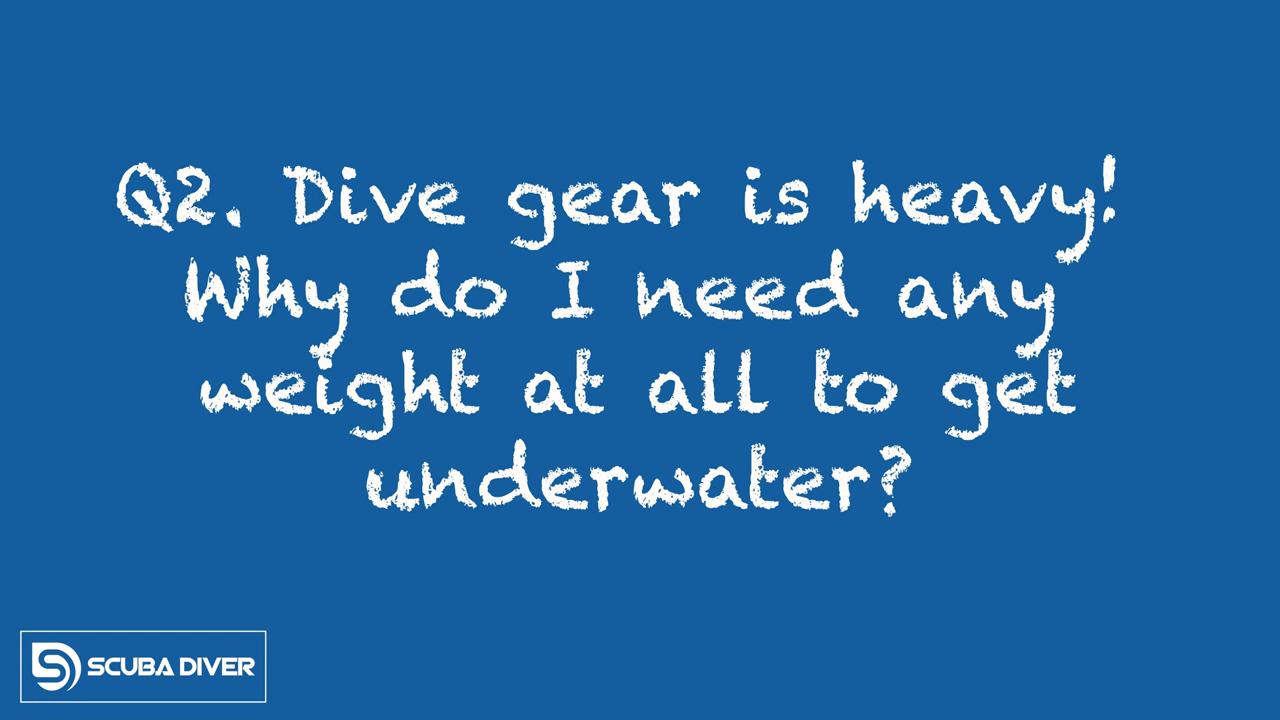 Q2. Dive gear is heavy!
Why do I need any
weight at all to get
underwater?
SCUBA DIVER